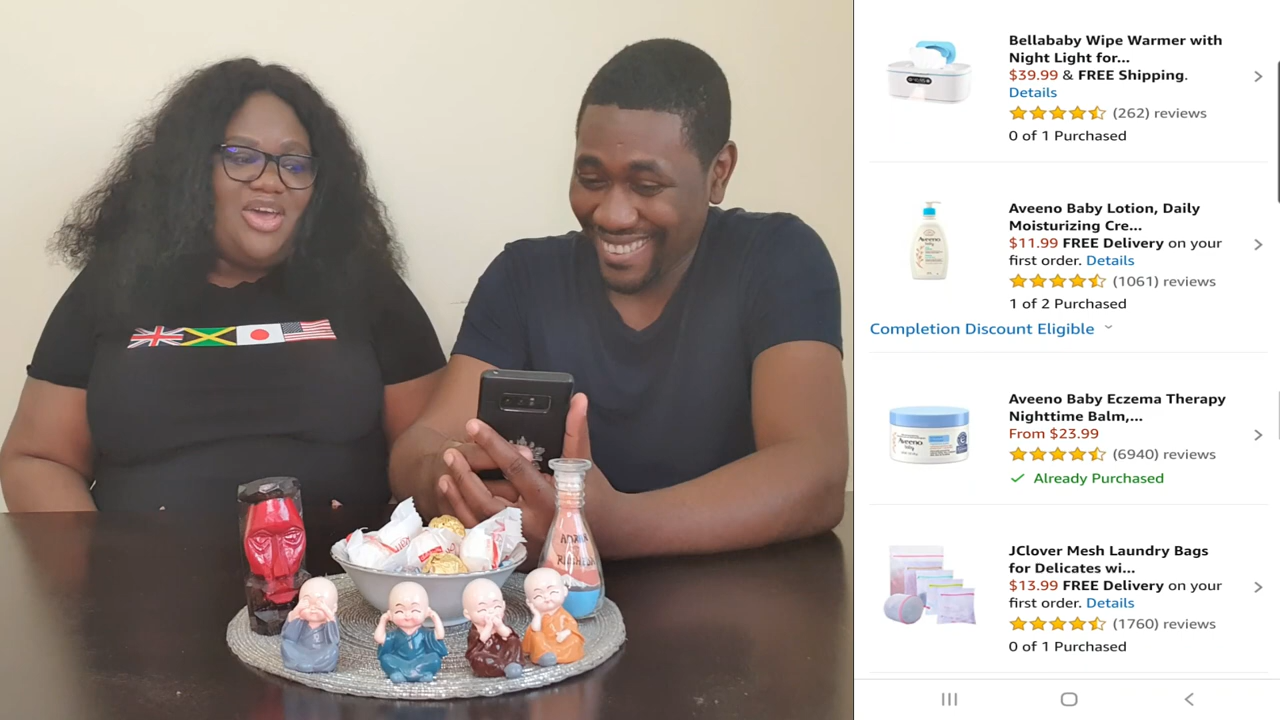 Bellababy Wipe Warmer with
Night Light for...
$39.99 & FREE Shipping.
Details
(262) reviews
0 of 1 Purchased
Aveeno Baby Lotion, Daily
Moisturizing Cre...
$11.99 FREE Delivery on your
first order. Details
(1061) reviews
1 of 2 Purchased
Completion Discount Eligible
Aveeno Baby Eczema Therapy
Nighttime Balm,...
From $23.99
(6940) reviews
Already Purchased
JClover Mesh Laundry Bags
for Delicates wi...
$13.99 FREE Delivery on your
first order. Details
(1760) reviews
0 of 1 Purchased
Aveeno
Aveeno